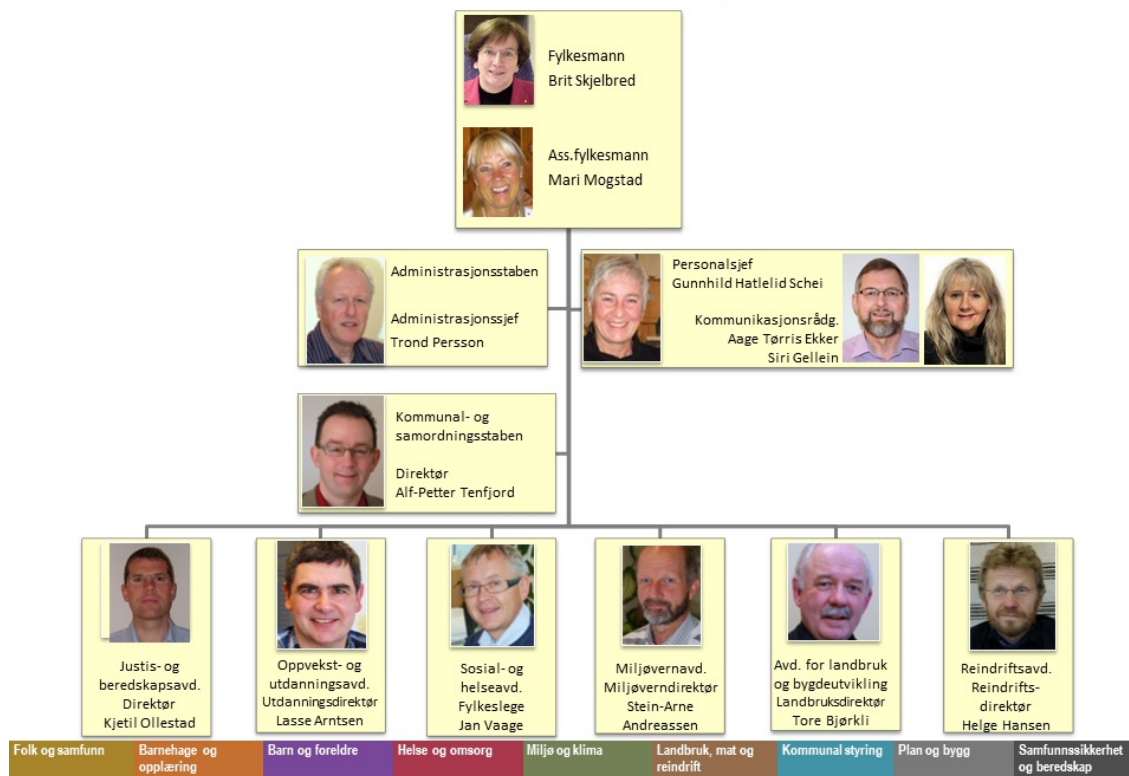 Fylkesmann
Brit Skjelbred
Ass.fylkesmann
Mari Mogstad
Administrasjonsstaben
Administrasjonssjef
Trond Persson
Personalsjef
Gunnhild Hatlelid Schei
Kommunikasjonsrådg.
Aage Tørris Ekker
Siri Gellein
Kommunal- og
samordningsstaben
Direktør
Alf-Petter Tenfjord
Justis- og
beredskapsavd.
Direktør
Kjetil Ollestad
Oppvekst- og
utdanningsavd.
Utdanningsdirektør
Lasse Arntsen
Sosial- og
helseavd.
Fylkeslege
Jan Vaage
Miljøvernavd.
Miljøverndirektør
Stein-Arne
Andreassen
Avd. for landbruk
og bygdeutvikling
Landbruksdirektør
Tore Bjørkli
Reindriftsavd.
Reindrifts-
direktør
Helge Hansen
Folk og samfunn
Barnehage og
opplæring
Barn og foreldre
Helse og omsorg
Miljø og klima
Landbruk, mat og
reindrift
Kommunal styring
Plan og bygg
Samfunnssikkerhet
og beredskap